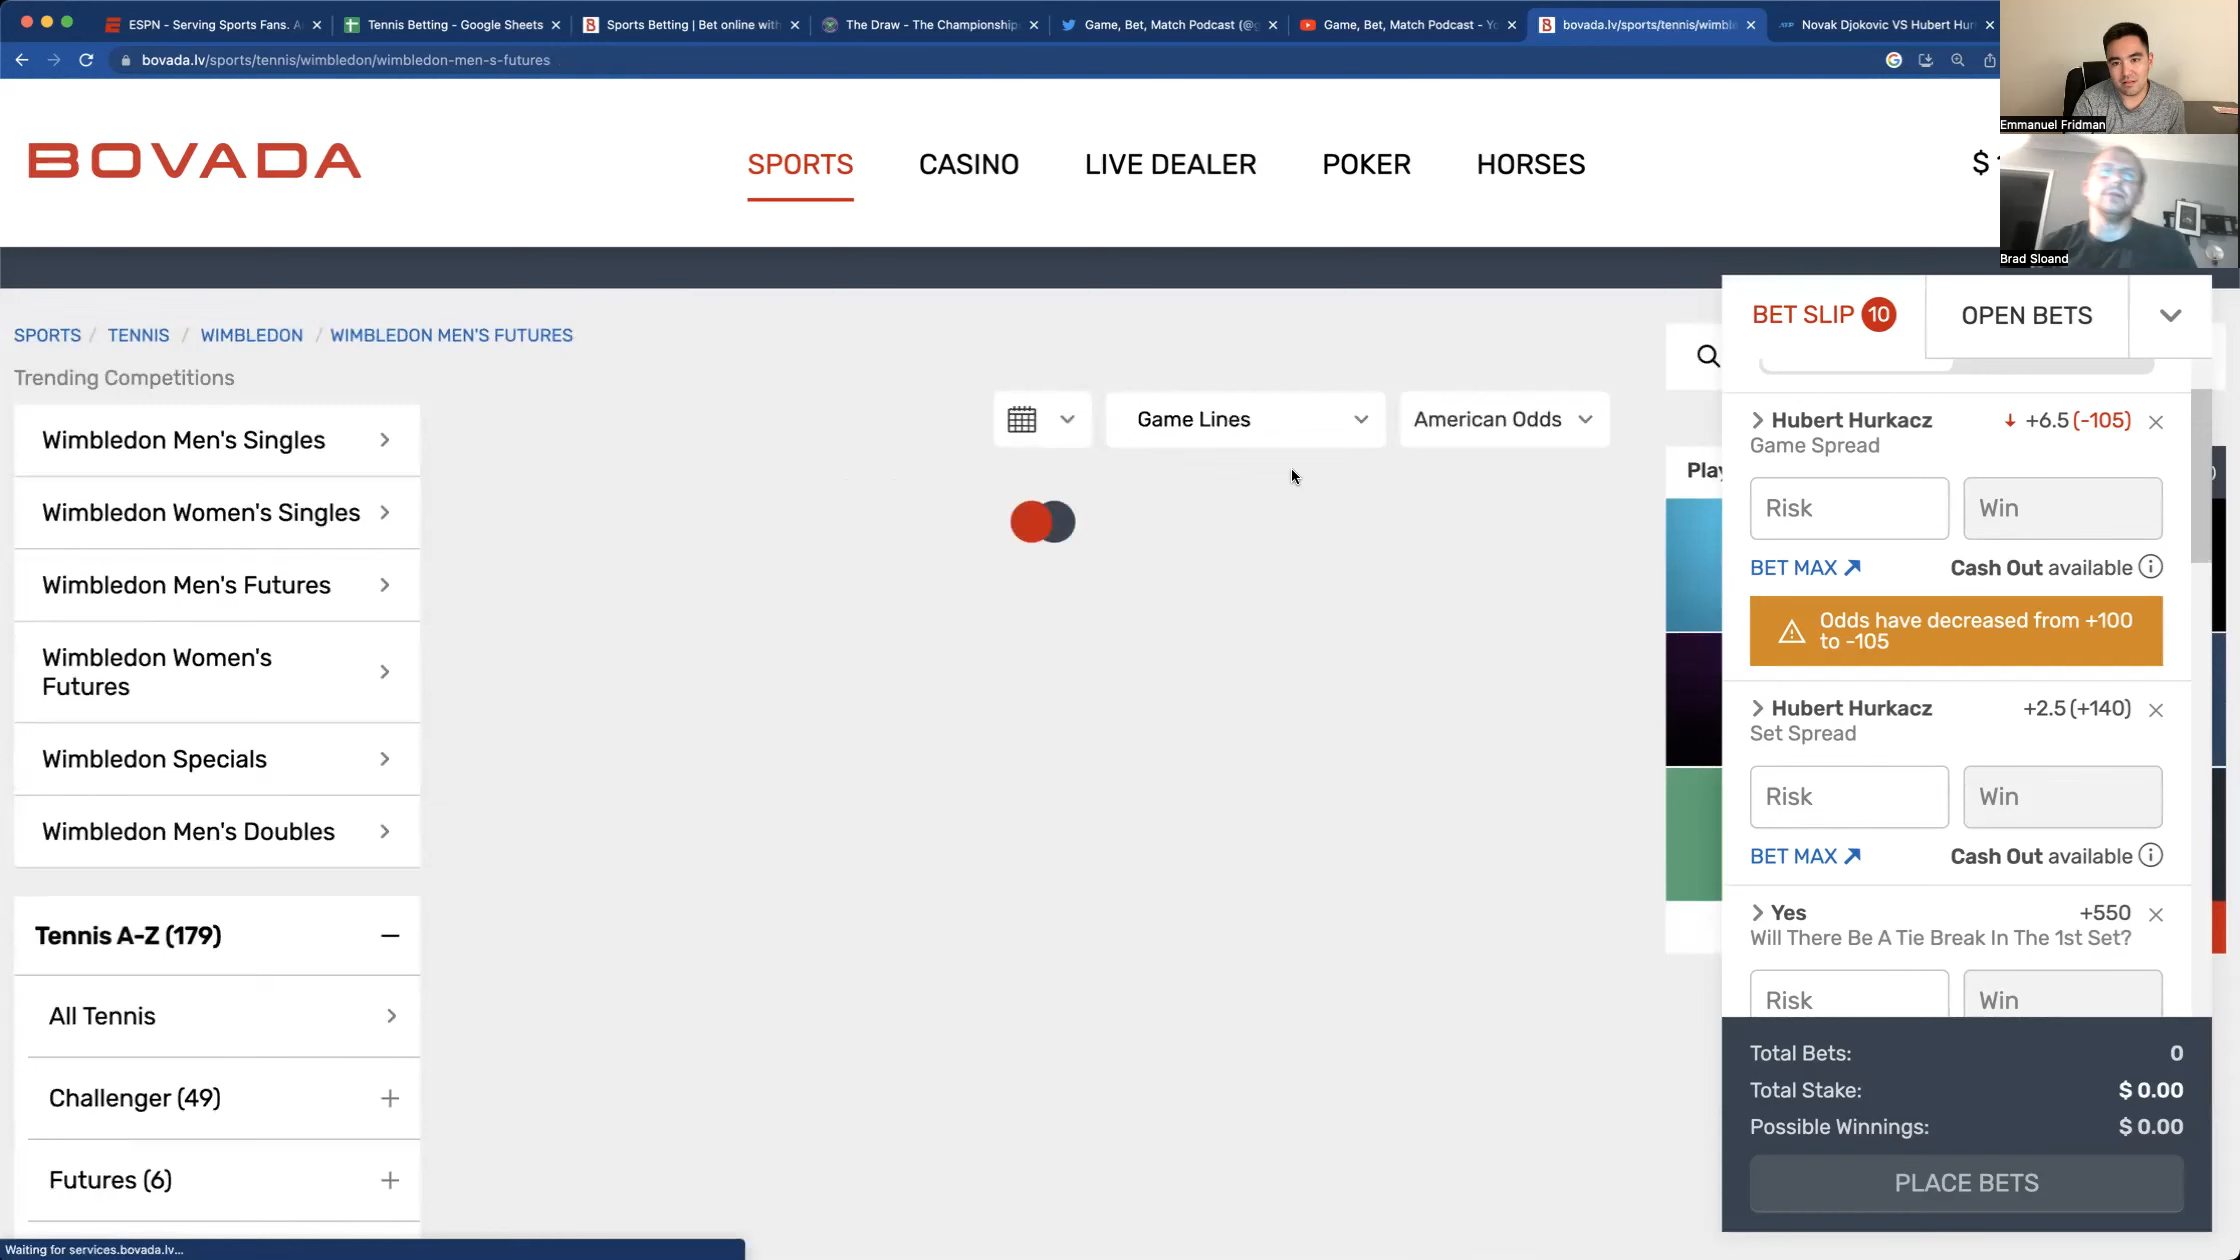 ESPN - Serving Sports Fans. A
Tennis Betting - Google Sheets
Sports Betting | Bet online with
The Draw - The Championship
Game, Bet, Match Podcast (@g
Game, Bet, Match Podcast - Yo
bovada.lv/sports/tennis/wimble
Novak Djokovic VS Hubert Hur
bovada.lv/sports/tennis/wimbledon/wimbledon-men-s-futures
Emmanuel Fridman
Brad Sloand
BOVADA
SPORTS
CASINO
LIVE DEALER
POKER
HORSES
$
SPORTS / TENNIS / WIMBLEDON / WIMBLEDON MEN'S FUTURES
Trending Competitions
Wimbledon Men's Singles
Wimbledon Women's Singles
Wimbledon Men's Futures
Wimbledon Women's
Futures
Wimbledon Specials
Wimbledon Men's Doubles
Tennis A-Z (179)
All Tennis
Challenger (49)
Futures (6)
Waiting for services.bovada.lv...
Game Lines
American Odds
Play
BET SLIP 10
OPEN BETS
Hubert Hurkacz +6.5 (-105)
Game Spread
Risk Win
BET MAX Cash Out available
Odds have decreased from +100
to -105
Hubert Hurkacz +2.5 (+140)
Set Spread
Risk Win
BET MAX Cash Out available
Yes +550
Will There Be A Tie Break In The 1st Set?
Risk Win
Total Bets: 0
Total Stake: $ 0.00
Possible Winnings: $ 0.00
PLACE BETS